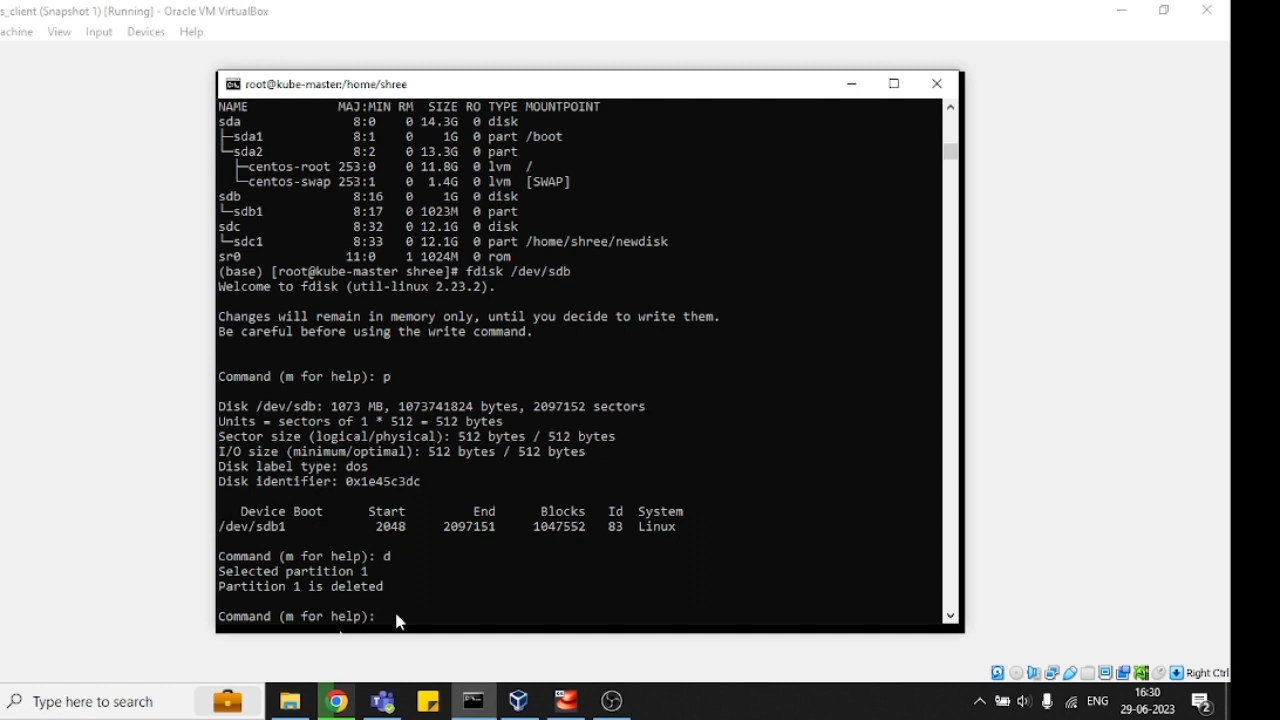 s_client (Snapshot 1) [Running] - Oracle VM VirtualBox
achine View Input Devices Help
root@kube-master:/home/shree
NAME MAJ:MIN RM SIZE RO TYPE MOUNTPOINT
sda 8:0 0 14.3G 0 disk
├─sda1 8:1 0 1G 0 part /boot
└─sda2 8:2 0 13.3G 0 part
├─centos-root 253:0 0 11.8G 0 lvm /
└─centos-swap 253:1 0 1.4G 0 lvm [SWAP]
sdb 8:16 0 1G 0 disk
└─sdb1 8:17 0 1023M 0 part
sdc 8:32 0 12.1G 0 disk
└─sdc1 8:33 0 12.1G 0 part /home/shree/newdisk
sr0 11:0 1 1024M 0 rom
(base) [root@kube-master shree]# fdisk /dev/sdb
Welcome to fdisk (util-linux 2.23.2).
Changes will remain in memory only, until you decide to write them.
Be careful before using the write command.
Command (m for help): p
Disk /dev/sdb: 1073 MB, 1073741824 bytes, 2097152 sectors
Units = sectors of 1 * 512 = 512 bytes
Sector size (logical/physical): 512 bytes / 512 bytes
I/O size (minimum/optimal): 512 bytes / 512 bytes
Disk label type: dos
Disk identifier: 0x1e45c3dc
Device Boot Start End Blocks Id System
/dev/sdb1 2048 2097151 1047552 83 Linux
Command (m for help): d
Selected partition 1
Partition 1 is deleted
Command (m for help):
Right Ctrl
Type here to search
ENG
16:30
29-06-2023
2